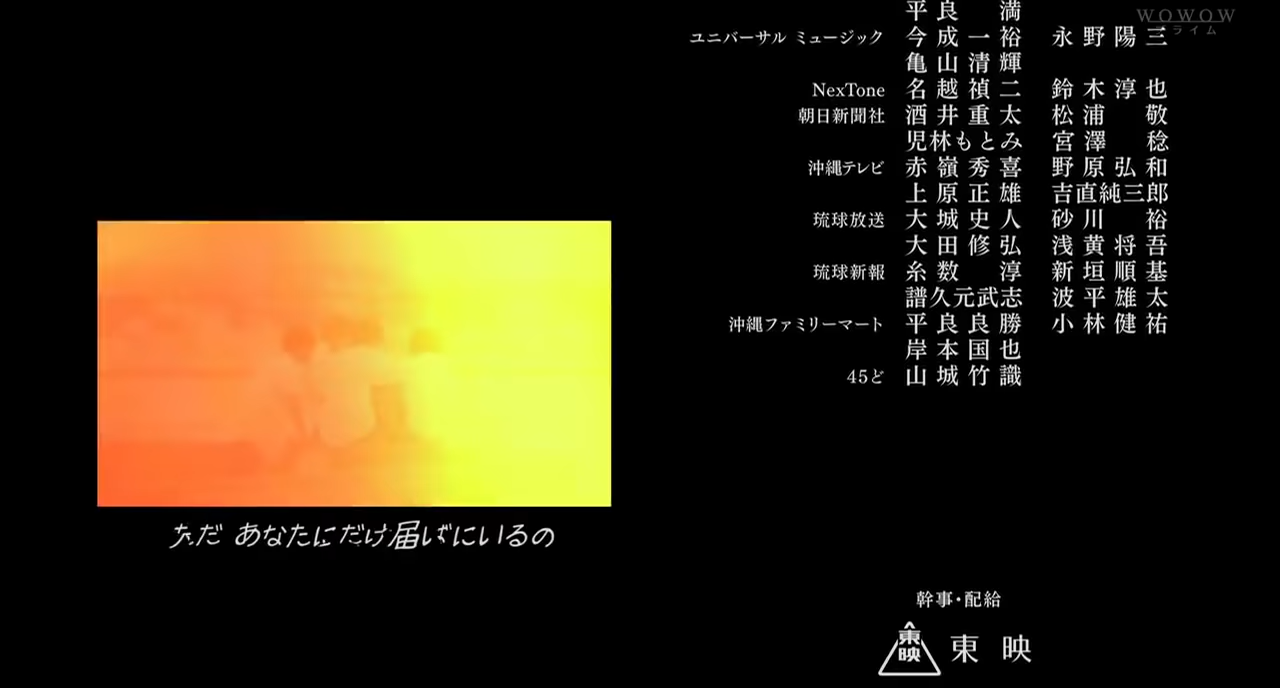 WOWOW
プライム
平良 満
ユニバーサル ミュージック 今成一裕 永野陽三
亀山清輝
NexTone 名越禎二 鈴木淳也
朝日新聞社 酒井重太 松浦 敬
児林もとみ 宮澤 稔
沖縄テレビ 赤嶺秀喜 野原弘和
上原正雄 吉直純三郎
琉球放送 大城史人 砂川 裕
大田修弘 浅黄将吾
琉球新報 糸数 淳 新垣順基
譜久元武志 波平雄太
沖縄ファミリーマート 平良良勝 小林健祐
岸本国也
45ど 山城竹識
ただ あなたにだけ届けばいいの
幹事・配給
東映 東映